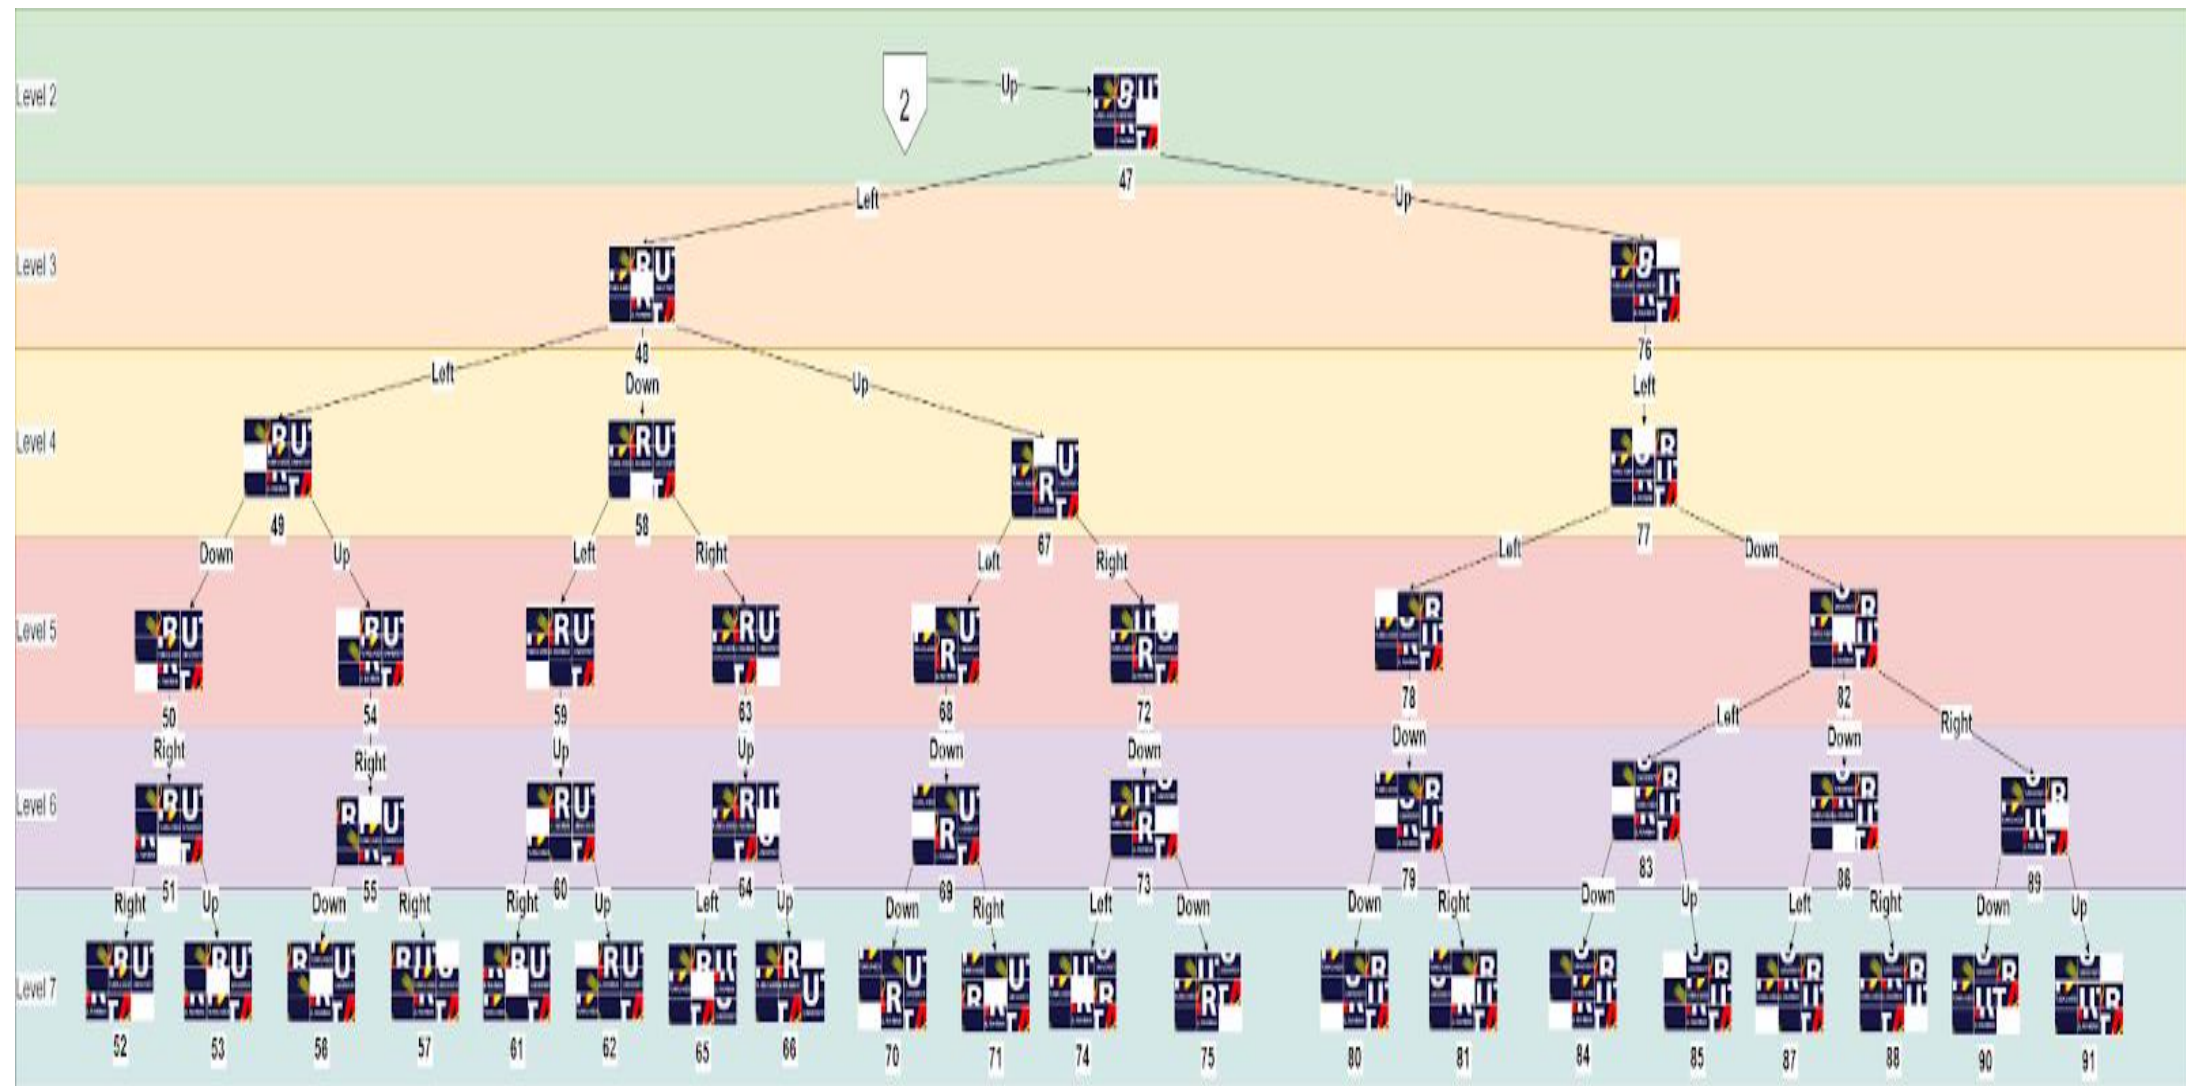 Level 2
2
Up
47
Left
Up
Level 3
48
76
Left
Down
Up
Left
Level 4
49
58
67
77
Down
Up
Left
Right
Left
Right
Left
Down
Level 5
50
54
59
63
68
72
78
82
Right
Right
Up
Up
Down
Down
Down
Left
Down
Right
Level 6
51
55
60
64
69
73
79
83
86
89
Right
Up
Down
Right
Right
Up
Left
Up
Down
Right
Left
Down
Down
Right
Down
Up
Left
Right
Down
Up
Level 7
52
53
56
57
61
62
65
66
70
71
74
75
80
81
84
85
87
88
90
91